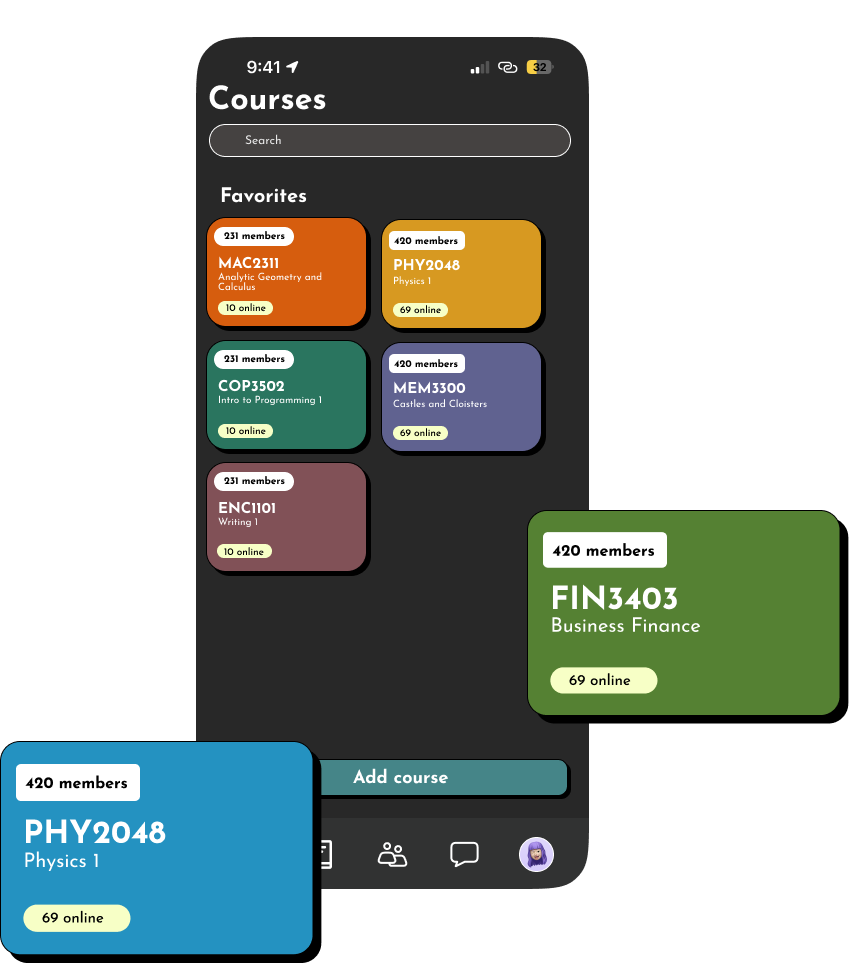 9:41
32
Courses
Search
Favorites
231 members
MAC2311
Analytic Geometry and
Calculus
10 online
420 members
PHY2048
Physics 1
69 online
231 members
COP3502
Intro to Programming 1
10 online
420 members
MEM3300
Castles and Cloisters
69 online
231 members
ENC1101
Writing 1
10 online
420 members
FIN3403
Business Finance
69 online
420 members
PHY2048
Physics 1
69 online
Add course